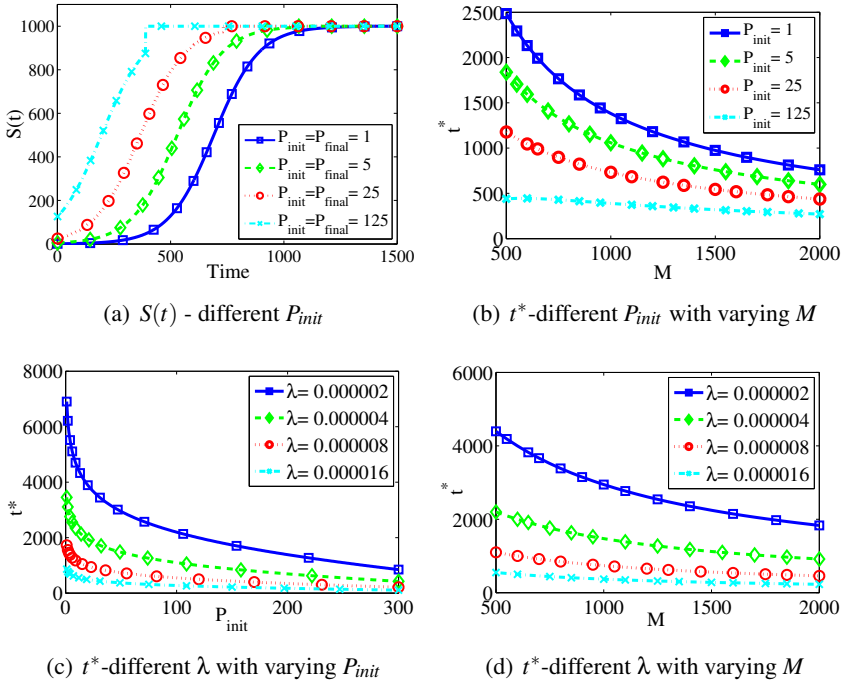 1000
800
600
400
200
0
S(t)
P_init=P_final= 1
P_init=P_final= 5
P_init=P_final= 25
P_init=P_final= 125
0 500 1000 1500
Time
(a) S(t) - different P_init
2500
2000
1500
1000
500
0
t*
P_init= 1
P_init= 5
P_init= 25
P_init= 125
500 1000 1500 2000
M
(b) t*-different P_init with varying M
8000
6000
4000
2000
0
t*
λ= 0.000002
λ= 0.000004
λ= 0.000008
λ= 0.000016
0 100 200 300
P_init
(c) t*-different λ with varying P_init
6000
4000
2000
0
t*
λ= 0.000002
λ= 0.000004
λ= 0.000008
λ= 0.000016
500 1000 1500 2000
M
(d) t*-different λ with varying M